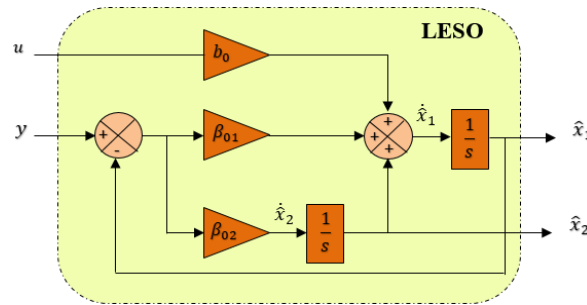 LESO
u
b₀
y
+
-
β₀₁
+
+
+
ẋ̂₁
1
s
x̂₁
β₀₂
ẋ̂₂
1
s
x̂₂